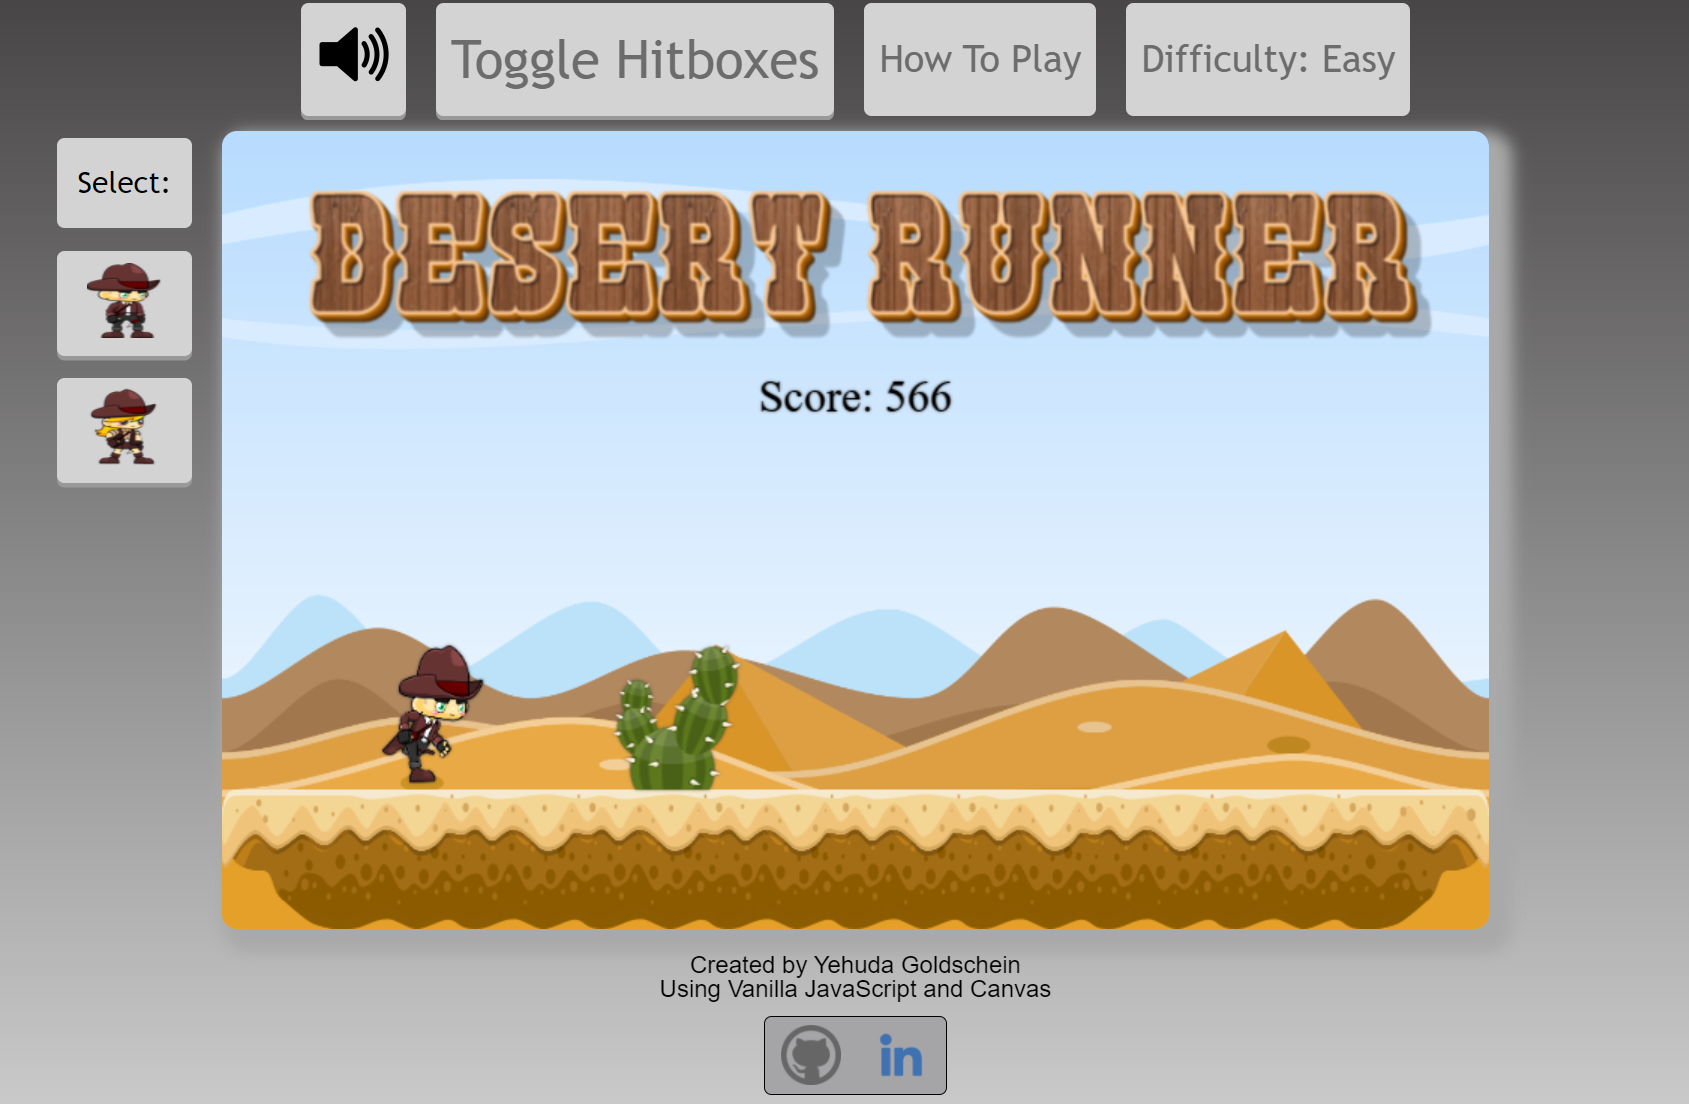 Toggle Hitboxes
How To Play
Difficulty: Easy
Select:
DESERT RUNNER
Score: 566
Created by Yehuda Goldschein
Using Vanilla JavaScript and Canvas
in